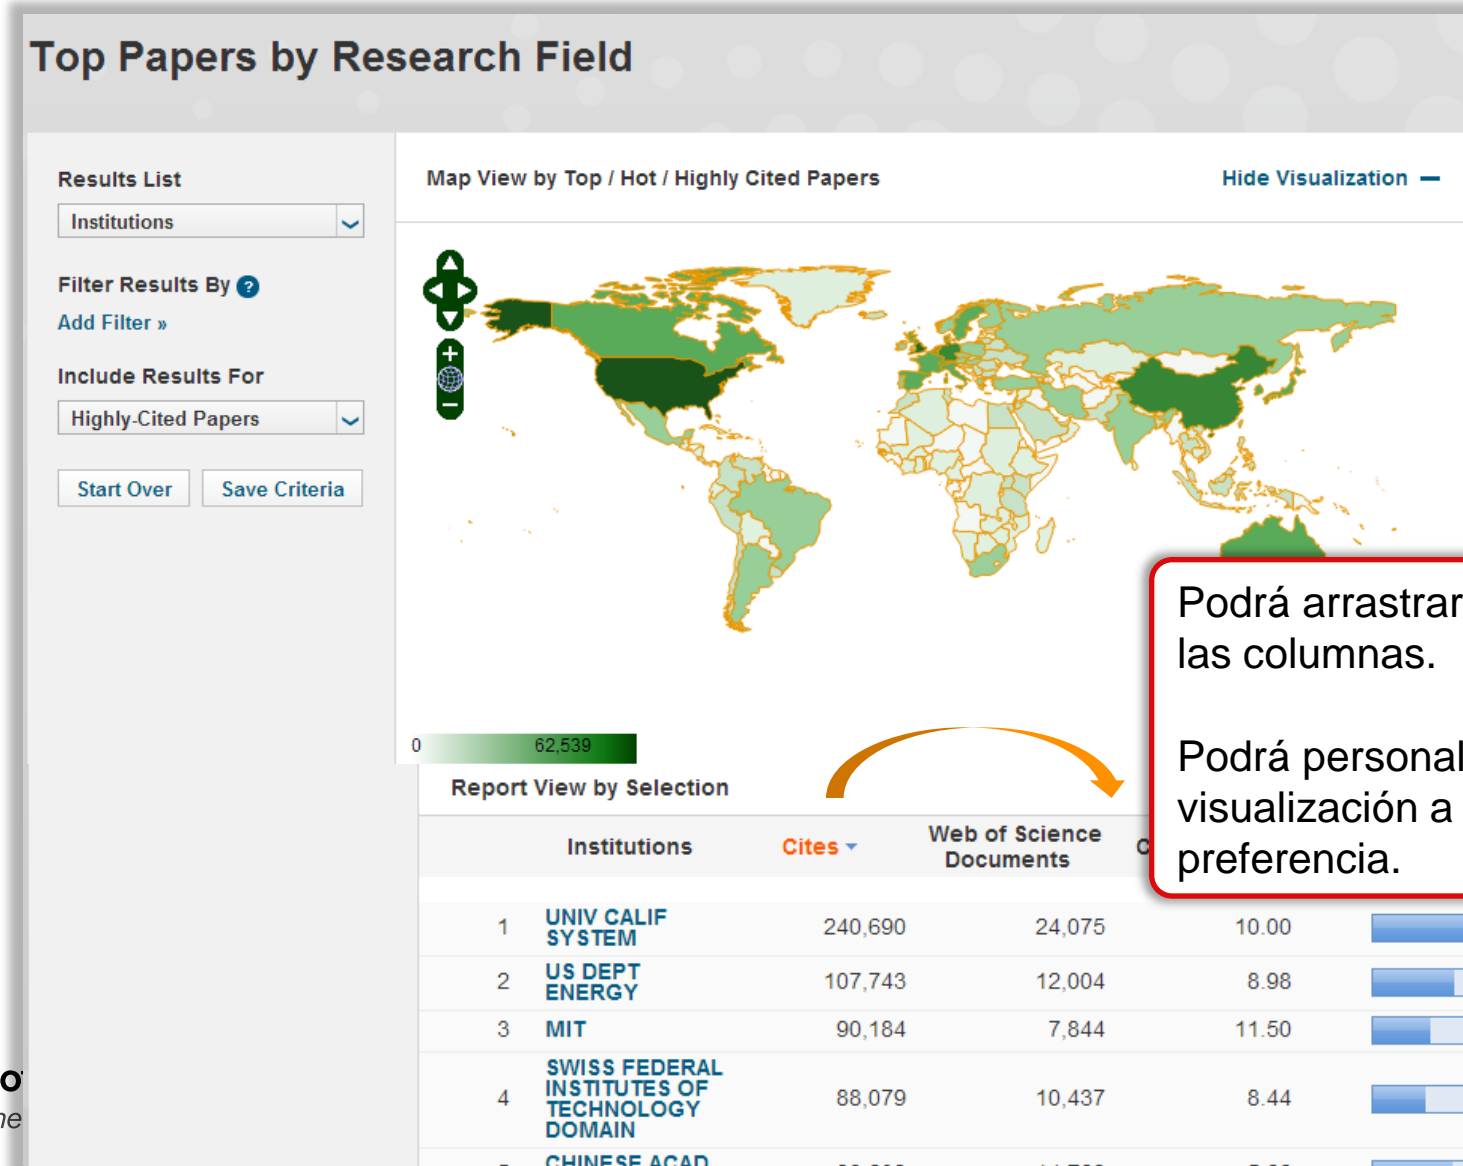 Top Papers by Research Field
Results List
Institutions
Filter Results By ?
Add Filter »
Include Results For
Highly-Cited Papers
Start Over
Save Criteria
Map View by Top / Hot / Highly Cited Papers
Hide Visualization
0 62,539
Podrá arrastrar
las columnas.
Podrá personal
visualización a
preferencia.
Report View by Selection
Institutions Cites Web of Science Documents
1 UNIV CALIF SYSTEM 240,690 24,075 10.00
2 US DEPT ENERGY 107,743 12,004 8.98
3 MIT 90,184 7,844 11.50
4 SWISS FEDERAL INSTITUTES OF TECHNOLOGY DOMAIN 88,079 10,437 8.44
CHINESE ACAD